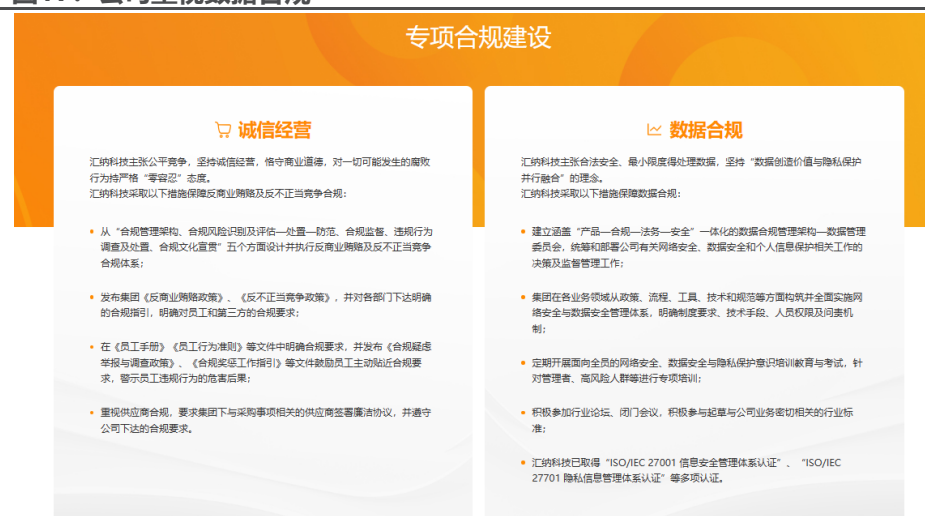 专项合规建设
诚信经营
汇纳科技主张公平竞争，坚持诚信经营，恪守商业道德，对一切可能发生的腐败
行为持严格“零容忍”态度。
汇纳科技采取以下措施保障反商业贿赂及反不正当竞争合规：
• 从“合规管理架构、合规风险识别及评估—处置—防范、合规监督、违规行为
调查及处置、合规文化宣贯”五个方面设计并执行反商业贿赂及反不正当竞争
合规体系；
• 发布集团《反商业贿赂政策》、《反不正当竞争政策》，并对各部门下达明确
的合规指引，明确对员工和第三方的合规要求；
• 在《员工手册》《员工行为准则》等文件中明确合规要求，并发布《合规疑虑
举报与调查政策》、《合规奖惩工作指引》等文件鼓励员工主动贴近合规要
求，警示员工违规行为的危害后果；
• 重视供应商合规，要求集团下与采购事项相关的供应商签署廉洁协议，并遵守
公司下达的合规要求。
数据合规
汇纳科技主张合法安全、最小限度得处理数据，坚持“数据创造价值与隐私保护
并行融合”的理念。
汇纳科技采取以下措施保障数据合规：
• 建立涵盖“产品—合规—法务—安全”一体化的数据合规管理架构—数据管理
委员会，统筹和部署公司有关网络安全、数据安全和个人信息保护相关工作的
决策及监督管理工作；
• 集团在各业务领域从政策、流程、工具、技术和规范等方面构筑并全面实施网
络安全与数据安全管理体系，明确制度要求、技术手段、人员权限及问责机
制；
• 定期开展面向全员的网络安全、数据安全与隐私保护意识培训教育与考试，针
对管理者、高风险人群等进行专项培训；
• 积极参加行业论坛、闭门会议，积极参与起草与公司业务密切相关的行业标
准；
• 汇纳科技已取得“ISO/IEC 27001 信息安全管理体系认证”、“ISO/IEC
27701 隐私信息管理体系认证”等多项认证。